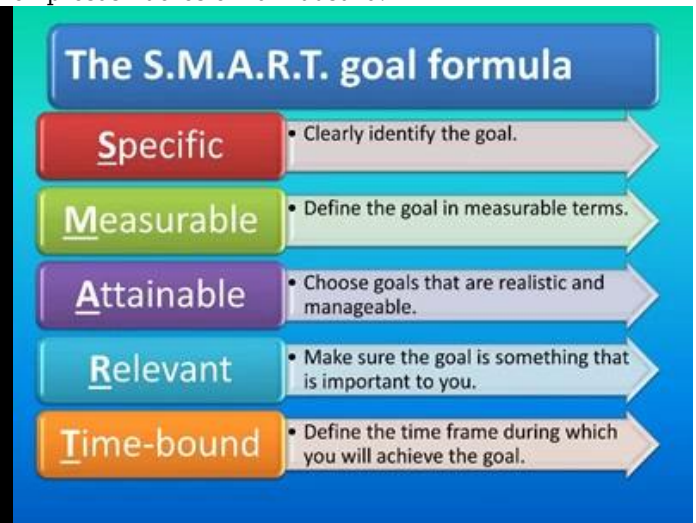 The S.M.A.R.T. goal formula
Specific
• Clearly identify the goal.
Measurable
• Define the goal in measurable terms.
Attainable
• Choose goals that are realistic and
manageable.
Relevant
• Make sure the goal is something that
is important to you.
Time-bound
• Define the time frame during which
you will achieve the goal.